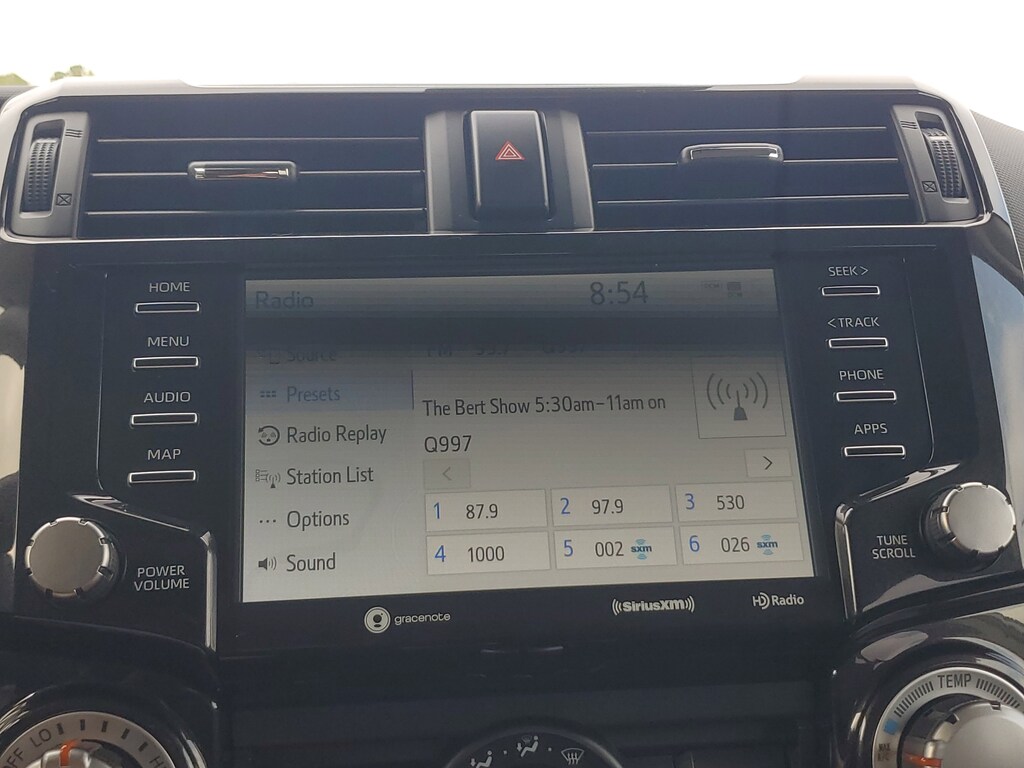 HOME
MENU
AUDIO
MAP
POWER
VOLUME
Radio
8:54
Source
Presets
Radio Replay
Station List
... Options
Sound
The Bert Show 5:30am-11am on
Q997
<
>
1 87.9
2 97.9
3 530
4 1000
5 002 sxm
6 026 sxm
SEEK >
< TRACK
PHONE
APPS
TUNE
SCROLL
gracenote
((SiriusXM))
HD Radio
LO
TEMP